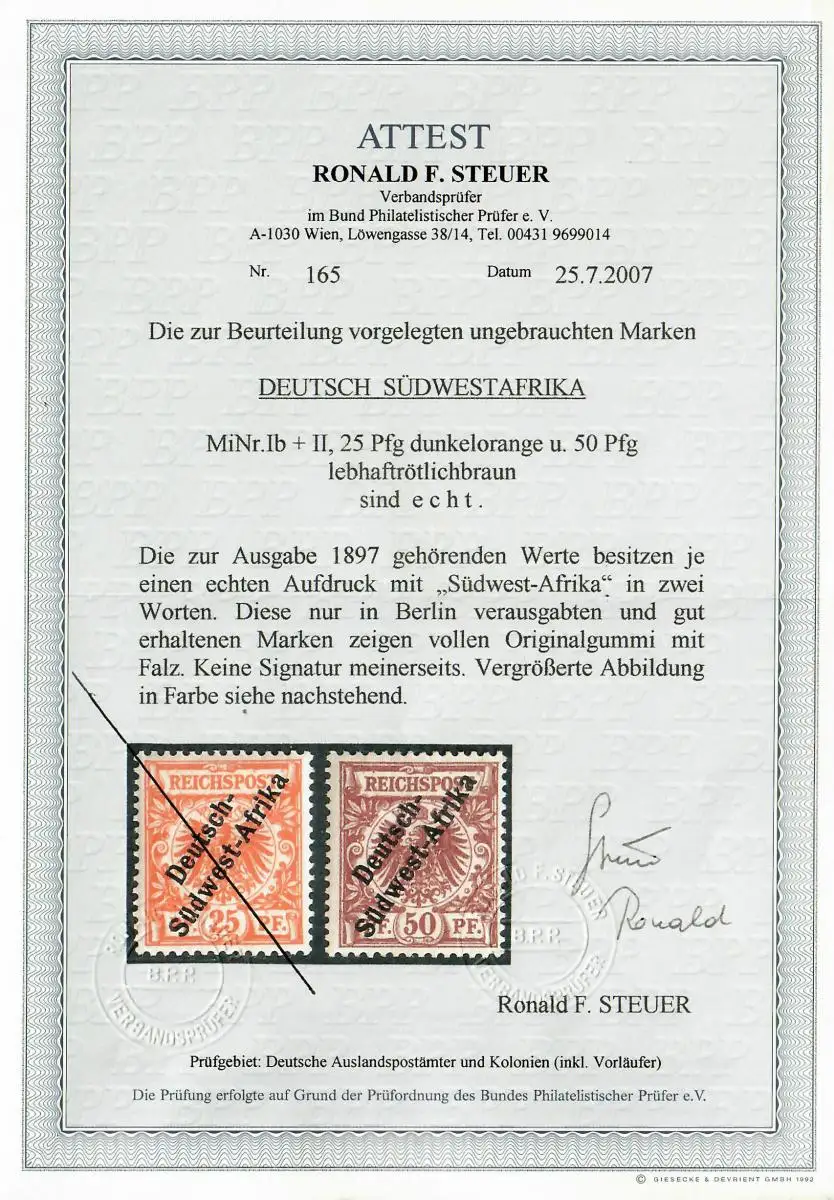 ATTEST
RONALD F. STEUER
Verbandsprüfer
im Bund Philatelistischer Prüfer e. V.
A-1030 Wien, Löwengasse 38/14, Tel. 00431 9699014
Nr. 165 Datum 25.7.2007
Die zur Beurteilung vorgelegten ungebrauchten Marken
DEUTSCH SÜDWESTAFRIKA
MiNr.Ib + II, 25 Pfg dunkelorange u. 50 Pfg
lebhaftrötlichbraun
sind e c h t .
Die zur Ausgabe 1897 gehörenden Werte besitzen je
einen echten Aufdruck mit „Südwest-Afrika“ in zwei
Worten. Diese nur in Berlin verausgabten und gut
erhaltenen Marken zeigen vollen Originalgummi mit
Falz. Keine Signatur meinerseits. Vergrößerte Abbildung
in Farbe siehe nachstehend.
REICHSPOST
Deutsch-
Südwest-Afrika
25 PF.
REICHSPOST
Deutsch-
Südwest-Afrika
PF. 50 PF.
Ronald
B.P.P.
VERBANDSPRÜFER
D F. STEUER
B.P.P.
VERBANDSPRÜFER
Ronald F. STEUER
Prüfgebiet: Deutsche Auslandspostämter und Kolonien (inkl. Vorläufer)
Die Prüfung erfolgte auf Grund der Prüfordnung des Bundes Philatelistischer Prüfer e.V.
© GIESECKE & DEVRIENT GMBH 1992